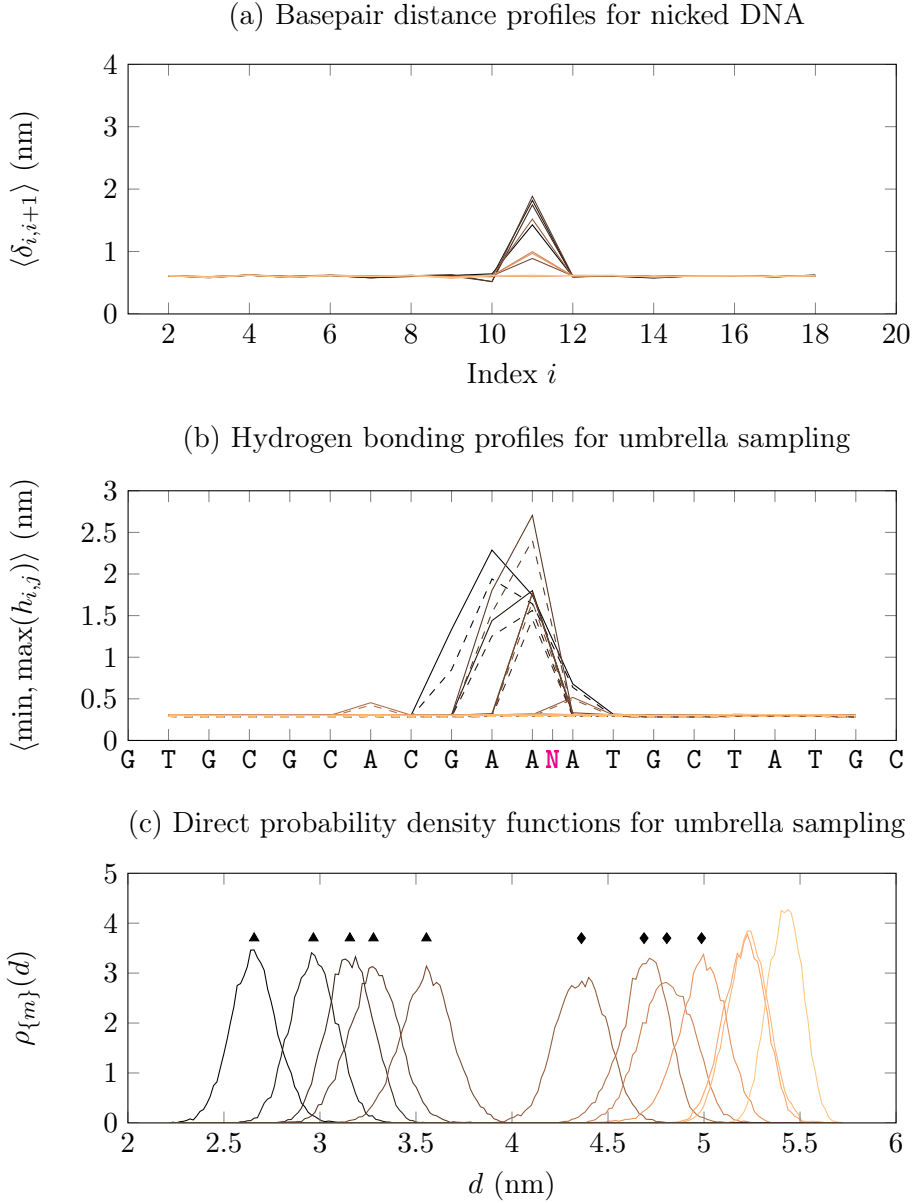 (a) Basepair distance profiles for nicked DNA
4
3
2
1
0
⟨δ_{i,i+1}⟩ (nm)
2 4 6 8 10 12 14 16 18 20
Index i
(b) Hydrogen bonding profiles for umbrella sampling
3
2.5
2
1.5
1
0.5
0
⟨min, max(h_{i,j})⟩ (nm)
G T G C G C A C G A A N A T G C T A T G C
(c) Direct probability density functions for umbrella sampling
5
4
3
2
1
0
ρ_{{m}}(d)
2 2.5 3 3.5 4 4.5 5 5.5 6
d (nm)